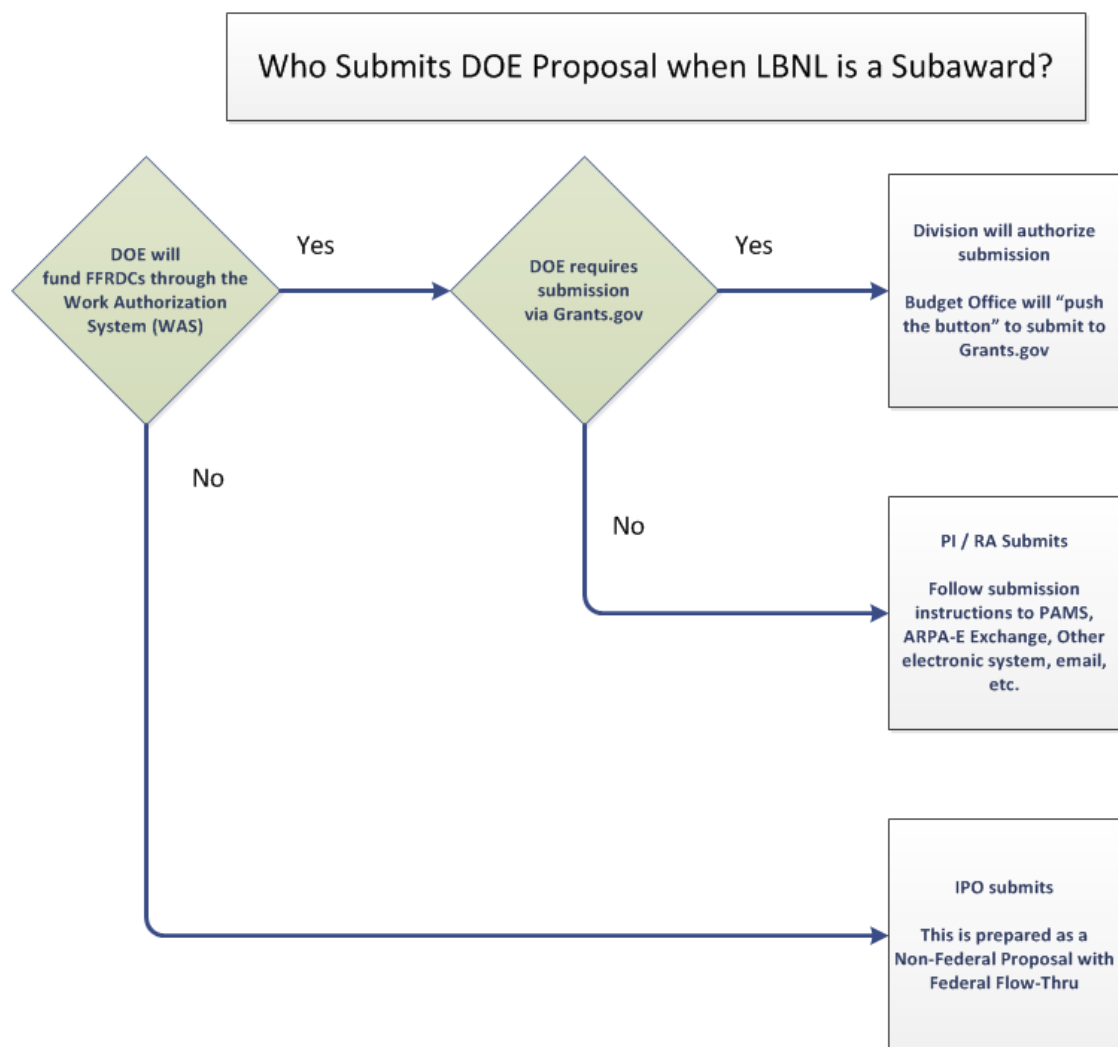 Who Submits DOE Proposal when LBNL is a Subaward?
DOE will
fund FFRDCs through the
Work Authorization
System (WAS)
Yes
DOE requires
submission
via Grants.gov
Yes
Division will authorize
submission
Budget Office will “push
the button” to submit to
Grants.gov
No
No
PI / RA Submits
Follow submission
instructions to PAMS,
ARPA-E Exchange, Other
electronic system, email,
etc.
IPO submits
This is prepared as a
Non-Federal Proposal with
Federal Flow-Thru